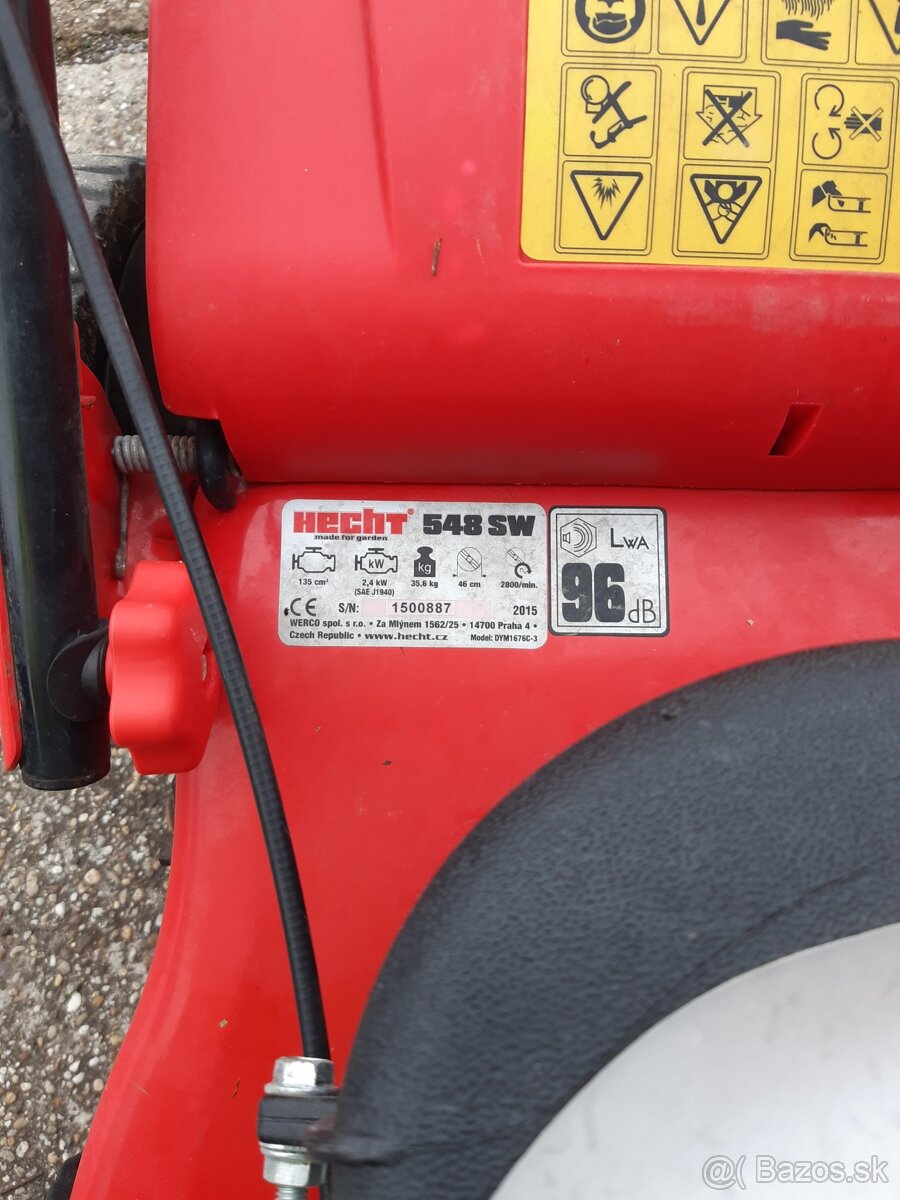 HECHT® 548 SW
made for garden
kW kg
135 cm³ 2,4 kW 35,6 kg 46 cm 2800/min.
(SAE J1940)
CE S/N: 1500887 2015
WERCO spol. s r.o. • Za Mlýnem 1562/25 • 14700 Praha 4 •
Czech Republic • www.hecht.cz Model: DYM1676C-3
LWA
96 dB
@( Bazos.sk